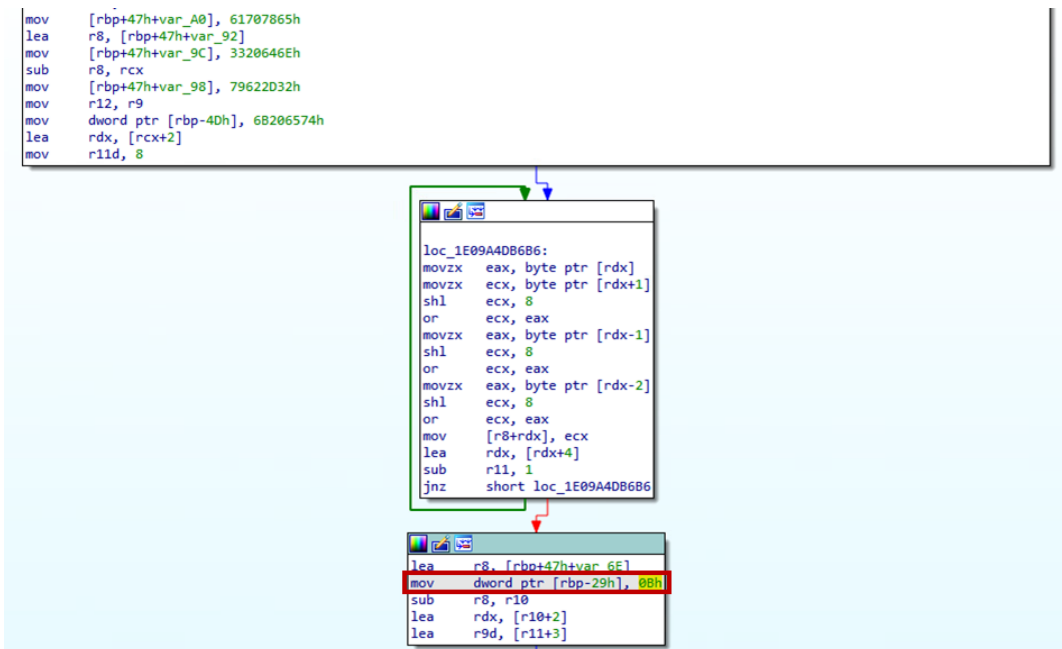 mov [rbp+47h+var_A0], 61707865h
lea r8, [rbp+47h+var_92]
mov [rbp+47h+var_9C], 3320646Eh
sub r8, rcx
mov [rbp+47h+var_98], 79622D32h
mov r12, r9
mov dword ptr [rbp-4Dh], 6B206574h
lea rdx, [rcx+2]
mov r11d, 8
loc_1E09A4DB6B6:
movzx eax, byte ptr [rdx]
movzx ecx, byte ptr [rdx+1]
shl ecx, 8
or ecx, eax
movzx eax, byte ptr [rdx-1]
shl ecx, 8
or ecx, eax
movzx eax, byte ptr [rdx-2]
shl ecx, 8
or ecx, eax
mov [r8+rdx], ecx
lea rdx, [rdx+4]
sub r11, 1
jnz short loc_1E09A4DB6B6
lea r8, [rbp+47h+var_6E]
mov dword ptr [rbp-29h], 0Bh
sub r8, r10
lea rdx, [r10+2]
lea r9d, [r11+3]